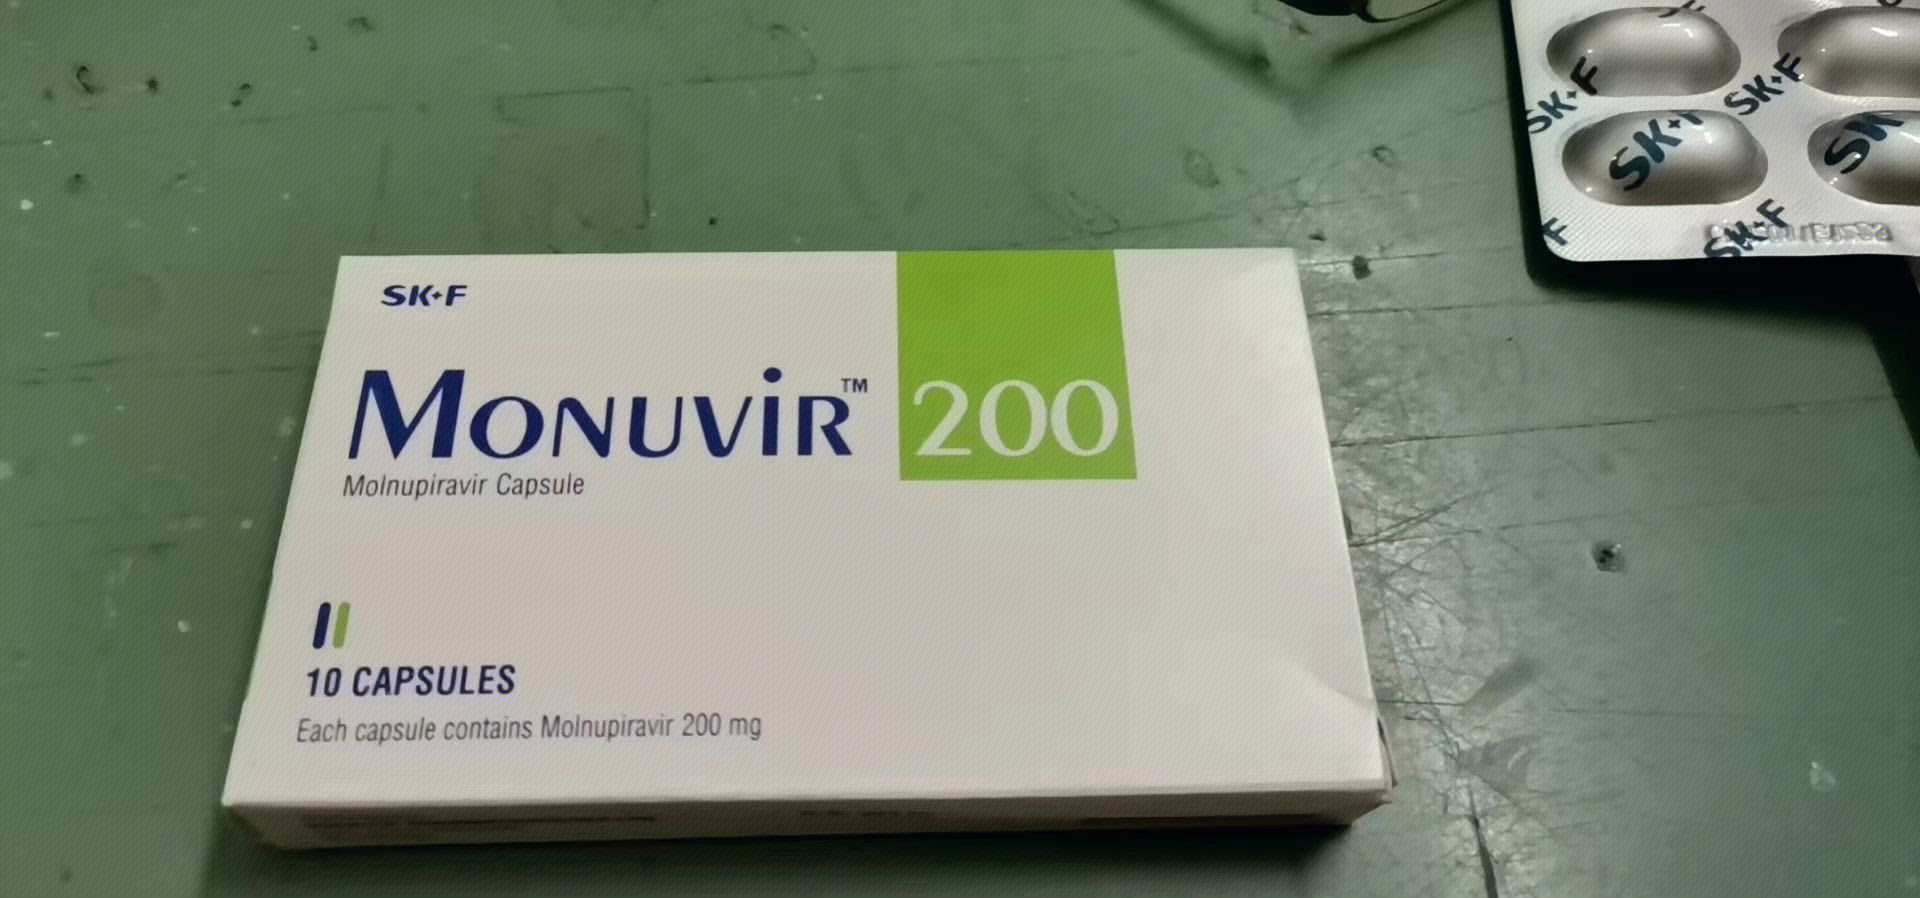 SK+F
MONUVIR™ 200
Molnupiravir Capsule
10 CAPSULES
Each capsule contains Molnupiravir 200 mg
SK+F
SK+F
SK+F
SK+F